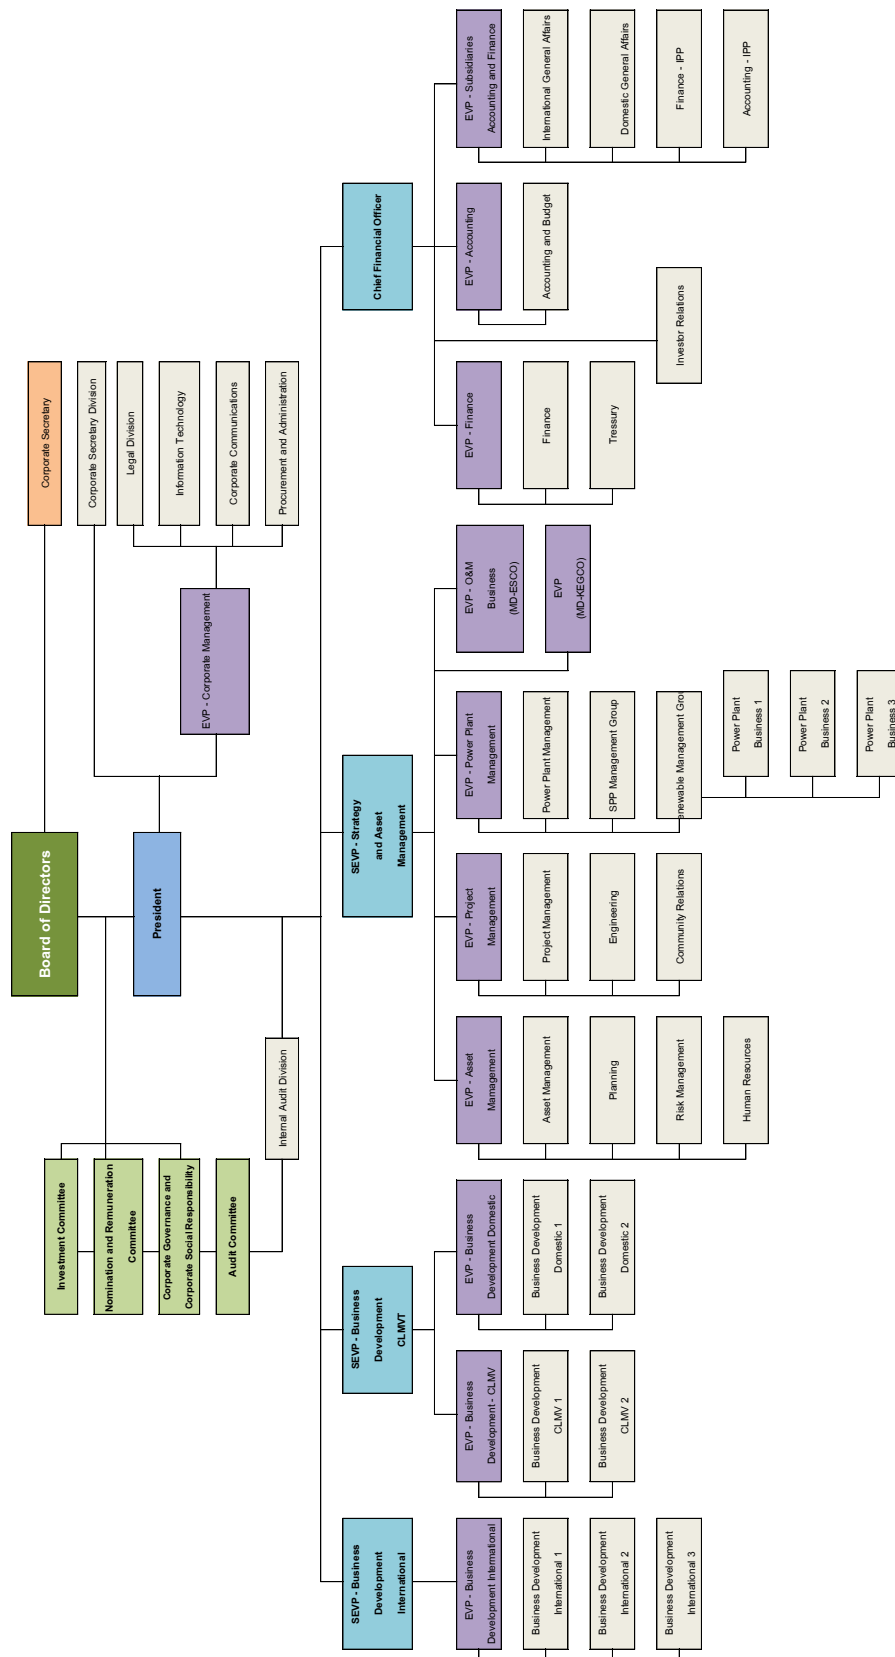 Board of Directors
Corporate Secretary
Investment Committee
Nomination and Remuneration
Committee
Corporate Governance and
Corporate Social Responsibility
Audit Committee
President
Corporate Secretary Division
EVP - Corporate Management
Legal Division
Information Technology
Corporate Communications
Procurement and Administration
Internal Audit Division
SEVP - Business
Development
International
SEVP - Business
Development
CLMVT
SEVP - Strategy
and Asset
Management
Chief Financial Officer
EVP - Business
Development International
Business Development
International 1
Business Development
International 2
Business Development
International 3
EVP - Business
Development - CLMV
Business Development
CLMV 1
Business Development
CLMV 2
EVP - Business
Development Domestic
Business Development
Domestic 1
Business Development
Domestic 2
EVP - Asset
Mamagement
Asset Management
Planning
Risk Management
Human Resources
EVP - Project
Management
Project Management
Engineering
Community Relations
EVP - Power Plant
Management
Power Plant Management
SPP Management Group
enewable Management Grou
Power Plant
Business 1
Power Plant
Business 2
Power Plant
Business 3
EVP - O&M
Business
(MD-ESCO)
EVP
(MD-KEGCO)
EVP - Finance
Finance
Tressury
Investor Relations
EVP - Accounting
Accounting and Budget
EVP - Subsidiaries
Accounting and Finance
International General Affairs
Domestic General Affairs
Finance - IPP
Accounting - IPP